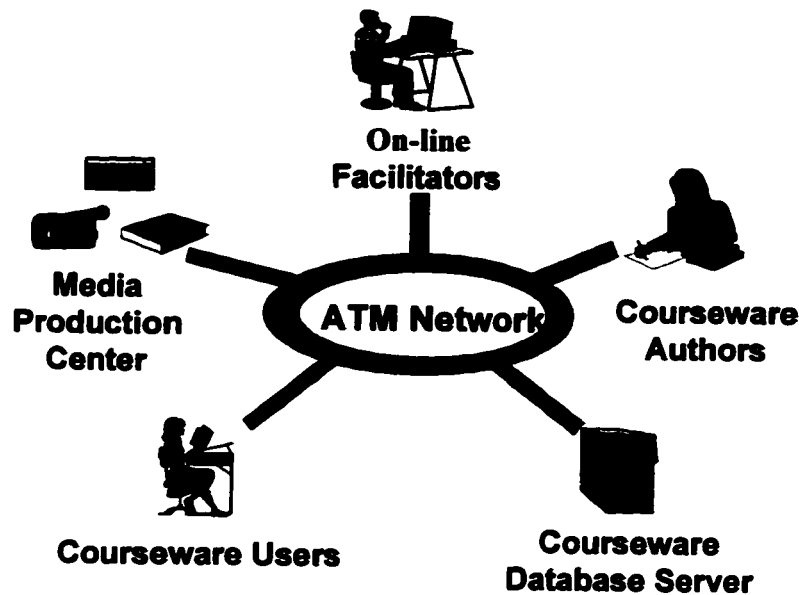 On-line
Facilitators
Media
Production
Center
ATM Network
Courseware
Authors
Courseware Users
Courseware
Database Server